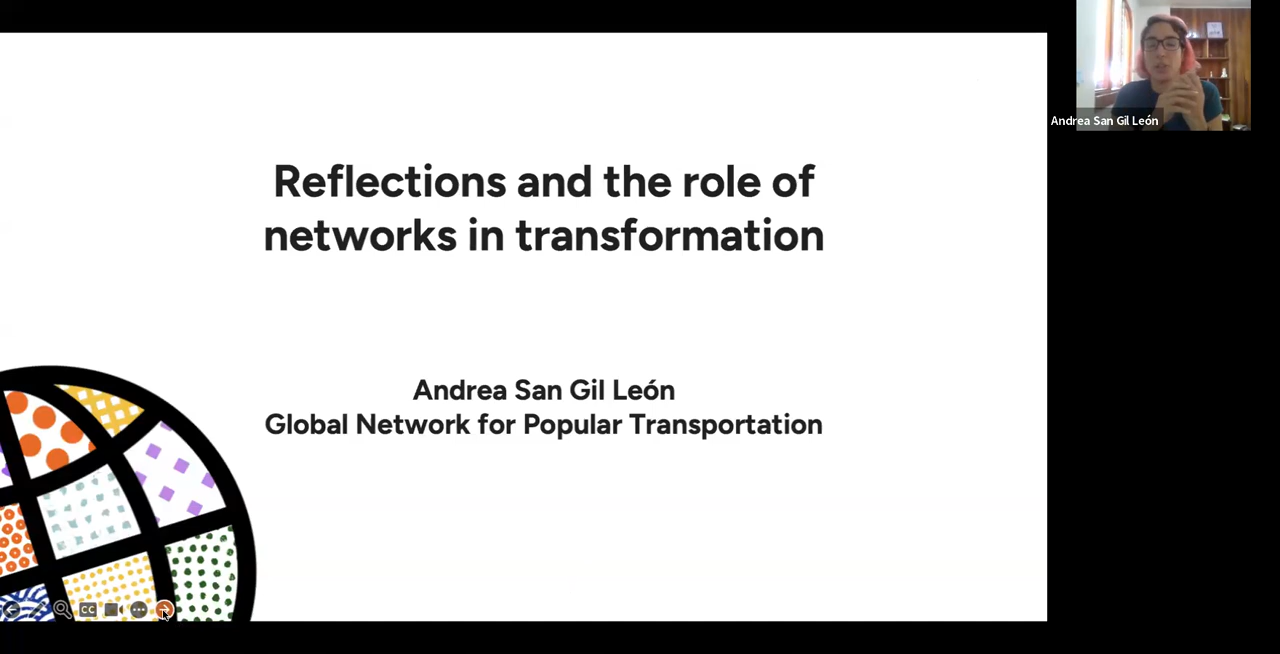 Reflections and the role of
networks in transformation
Andrea San Gil León
Global Network for Popular Transportation
CC
Andrea San Gil León